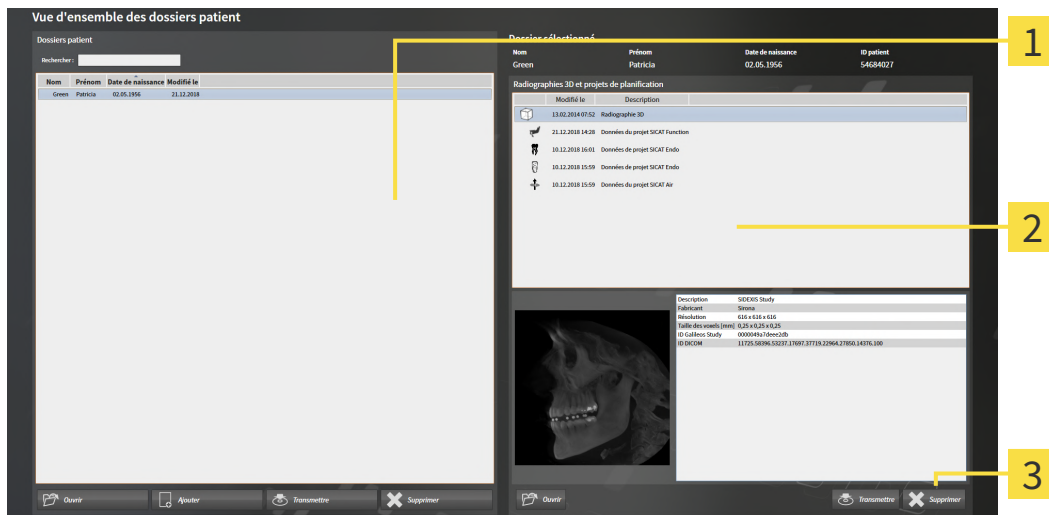 Vue d'ensemble des dossiers patient
Dossiers patient
Rechercher:
Nom Prénom Date de naissance Modifié le
Green Patricia 02.05.1956 21.12.2018
Ouvrir Ajouter Transmettre Supprimer
Dossier sélectionné
Nom Prénom Date de naissance ID patient
Green Patricia 02.05.1956 54684027
Radiographies 3D et projets de planification
Modifié le Description
13.02.2014 07:52 Radiographie 3D
21.12.2018 14:28 Données du projet SICAT Function
10.12.2018 16:01 Données de projet SICAT Endo
10.12.2018 15:59 Données de projet SICAT Endo
10.12.2018 15:59 Données du projet SICAT Air
Description SIDEXIS Study
Fabricant Sirona
Résolution 616 x 616 x 616
Taille des voxels [mm] 0,25 x 0,25 x 0,25
ID Galileos Study 0000049a7deee2db
ID DICOM 11725.58396.53237.17697.37719.22964.27850.14376.100
Ouvrir Transmettre Supprimer
1
2
3